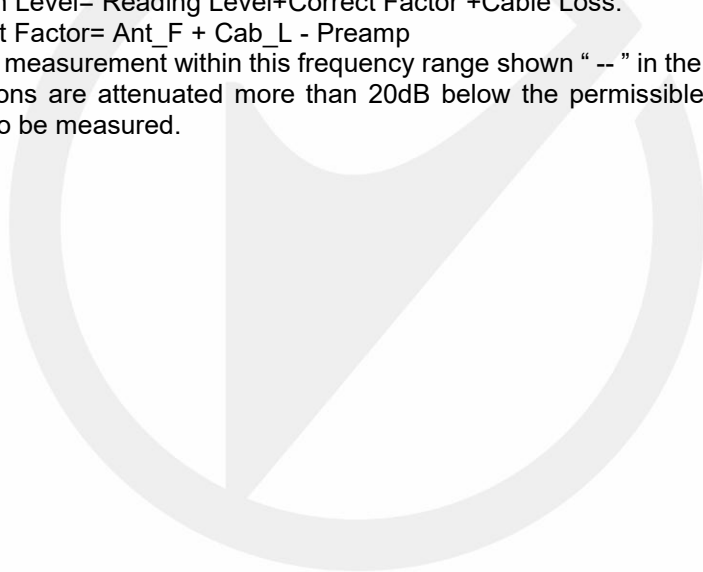 Level= Reading Level+Correct Factor +Cable Loss.
t Factor= Ant_F + Cab_L - Preamp
measurement within this frequency range shown “ -- ” in the
ons are attenuated more than 20dB below the permissible
o be measured.